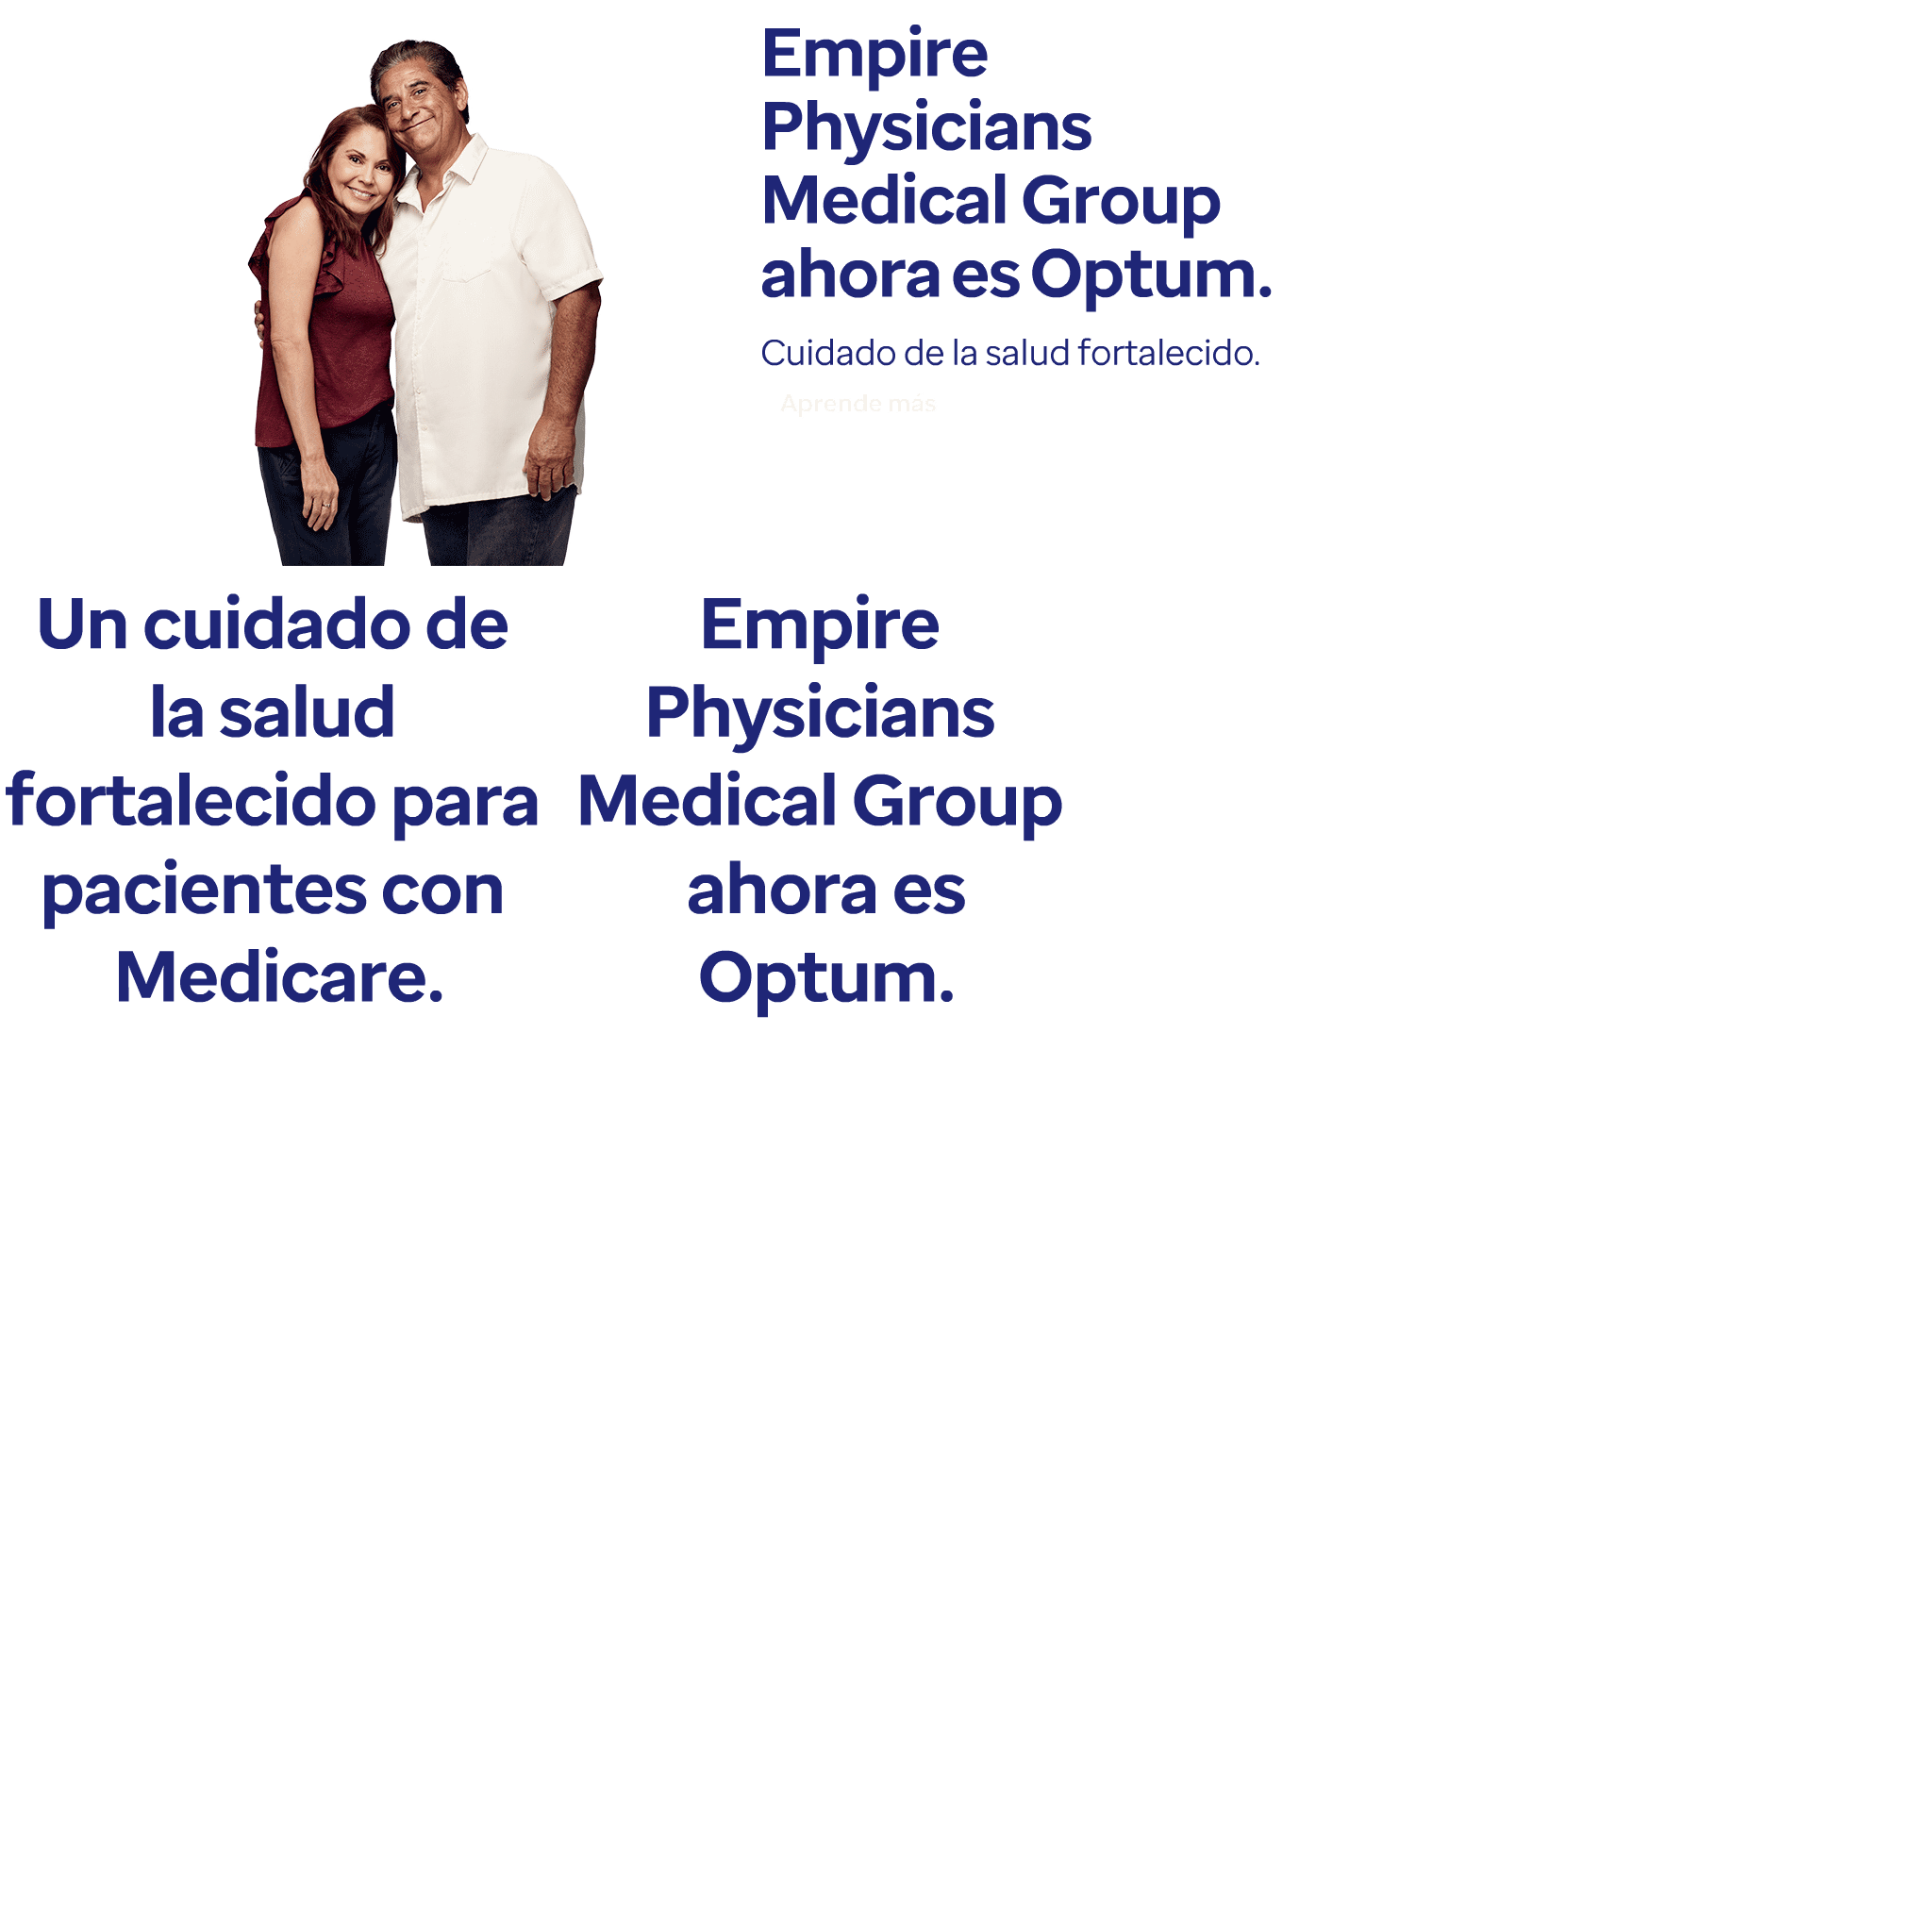 Empire
Physicians
Medical Group
ahora es Optum.
Cuidado de la salud fortalecido.
Aprende más
Un cuidado de
la salud
fortalecido para
pacientes con
Medicare.
Empire
Physicians
Medical Group
ahora es
Optum.